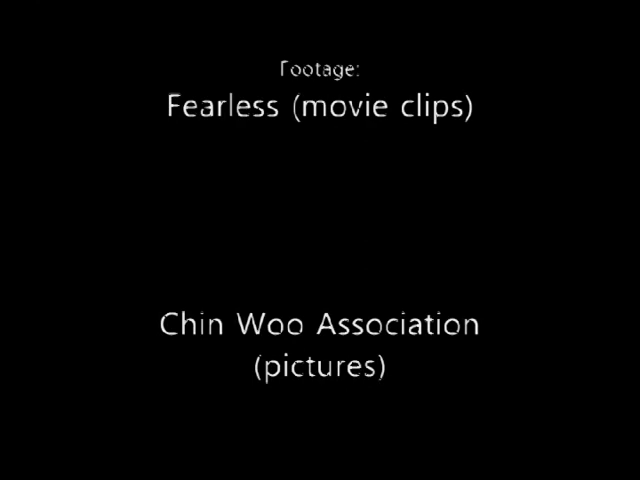 Footage:
Fearless (movie clips)
Chin Woo Association
(pictures)